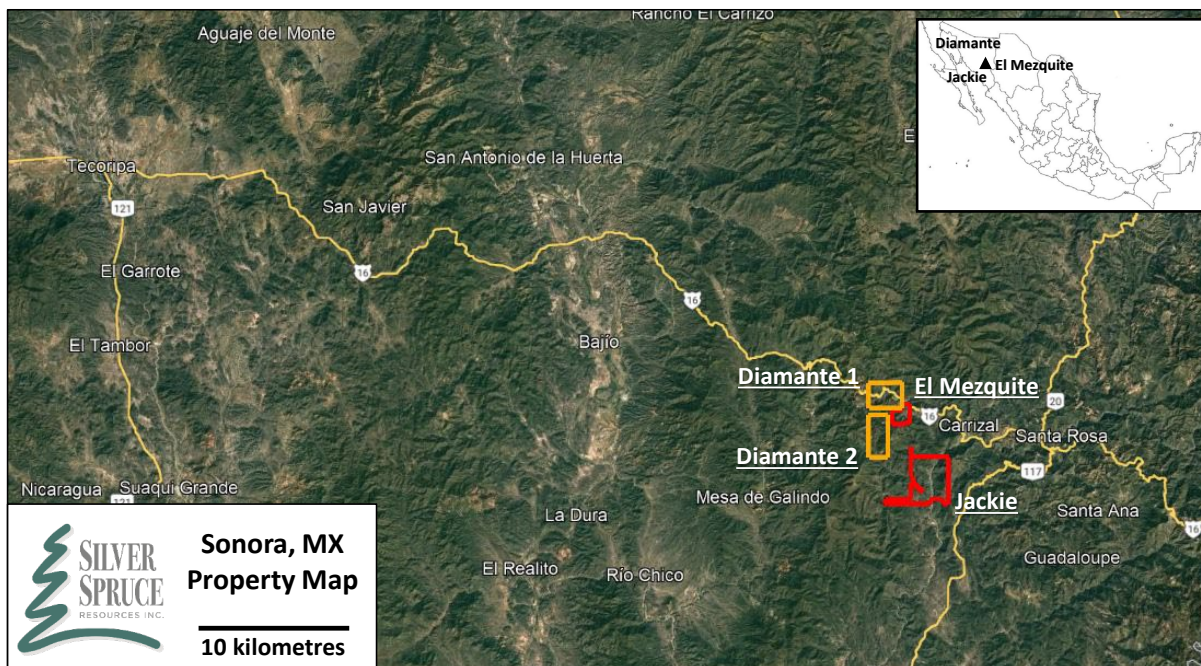 Rancho El Carrizo
Aguaje del Monte
Diamante
El Mezquite
Jackie
San Antonio de la Huerta
Tecoripa
121
San Javier
El Garrote
16
16
Bajío
El Tambor
Diamante 1
El Mezquite
20
16
Carrizal
Santa Rosa
Diamante 2
117
Nicaragua
Suaqui Grande
121
Mesa de Galindo
Jackie
La Dura
Santa Ana
16
Guadaloupe
El Realito
Río Chico
SILVER
SPRUCE
RESOURCES INC.
Sonora, MX
Property Map
10 kilometres